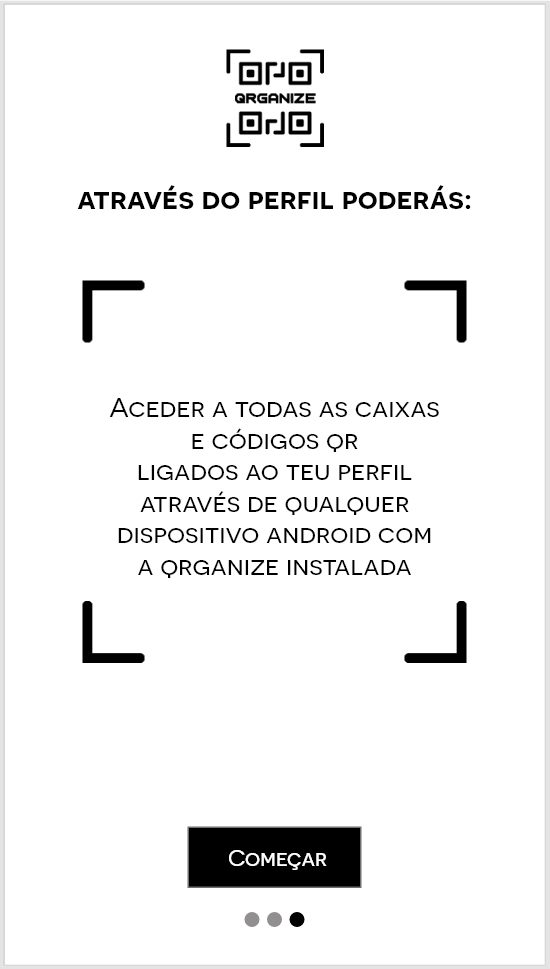 QRGANIZE
ATRAVÉS DO PERFIL PODERÁS:
ACEDER A TODAS AS CAIXAS
E CÓDIGOS QR
LIGADOS AO TEU PERFIL
ATRAVÉS DE QUALQUER
DISPOSITIVO ANDROID COM
A QRGANIZE INSTALADA
COMEÇAR